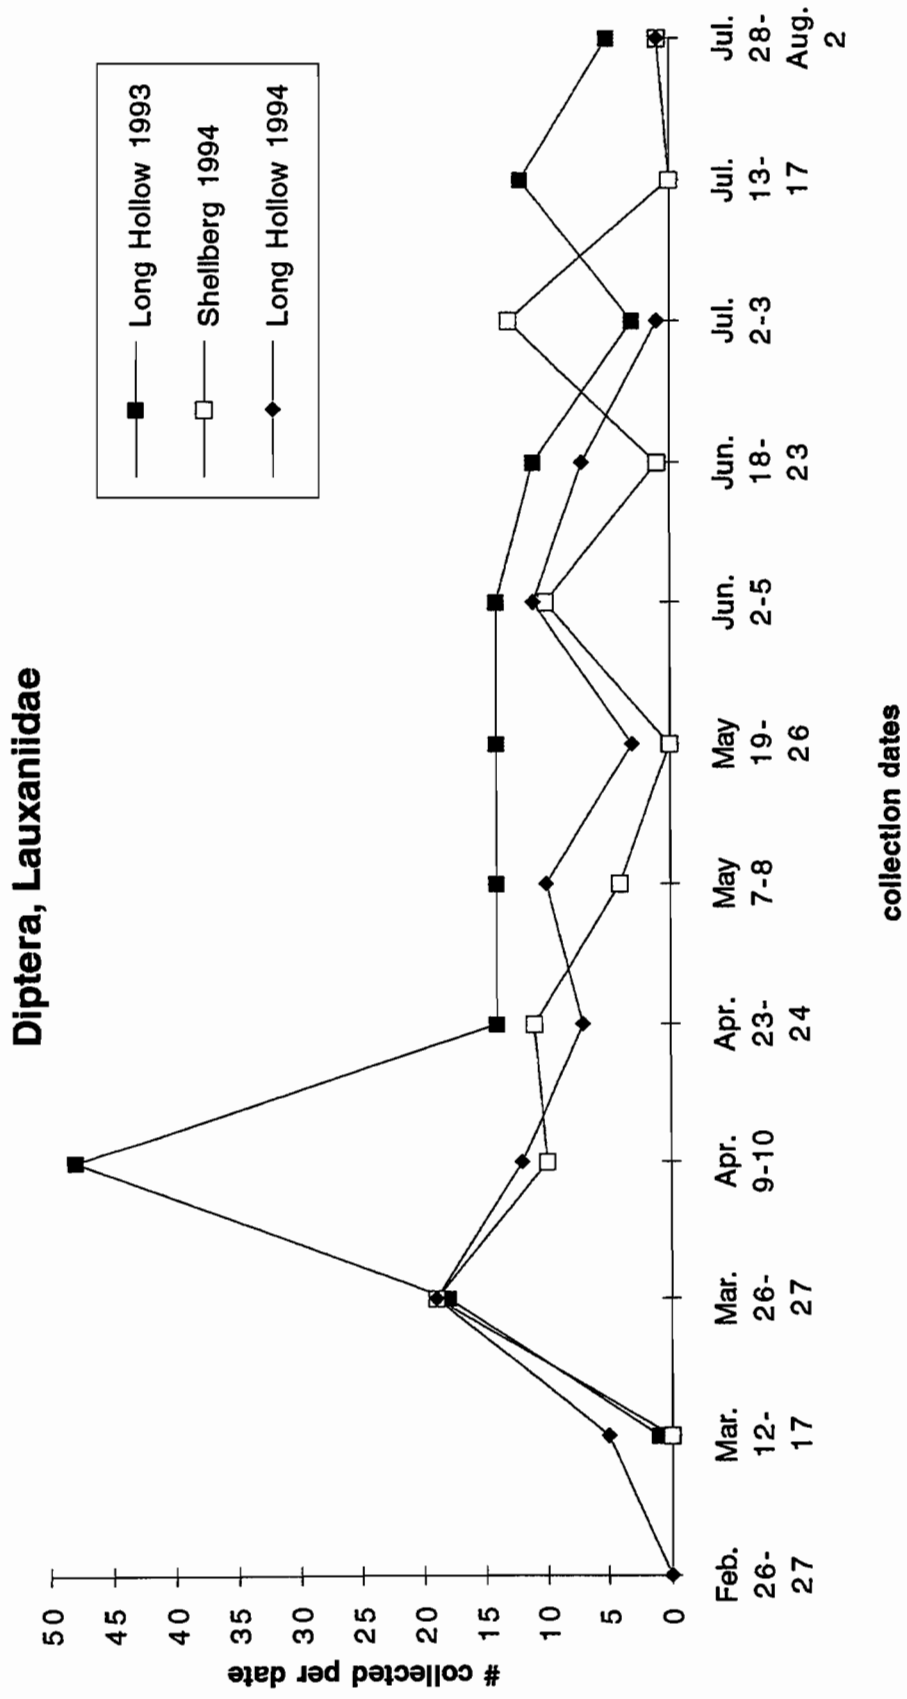 Diptera, Lauxaniidae
Long Hollow 1993
Shellberg 1994
Long Hollow 1994
# collected per date
50
45
40
35
30
25
20
15
10
5
0
Feb.
26-
27
Mar.
12-
17
Mar.
26-
27
Apr.
9-10
Apr.
23-
24
May
7-8
May
19-
26
Jun.
2-5
Jun.
18-
23
Jul.
2-3
Jul.
13-
17
Jul.
28-
Aug.
2
collection dates